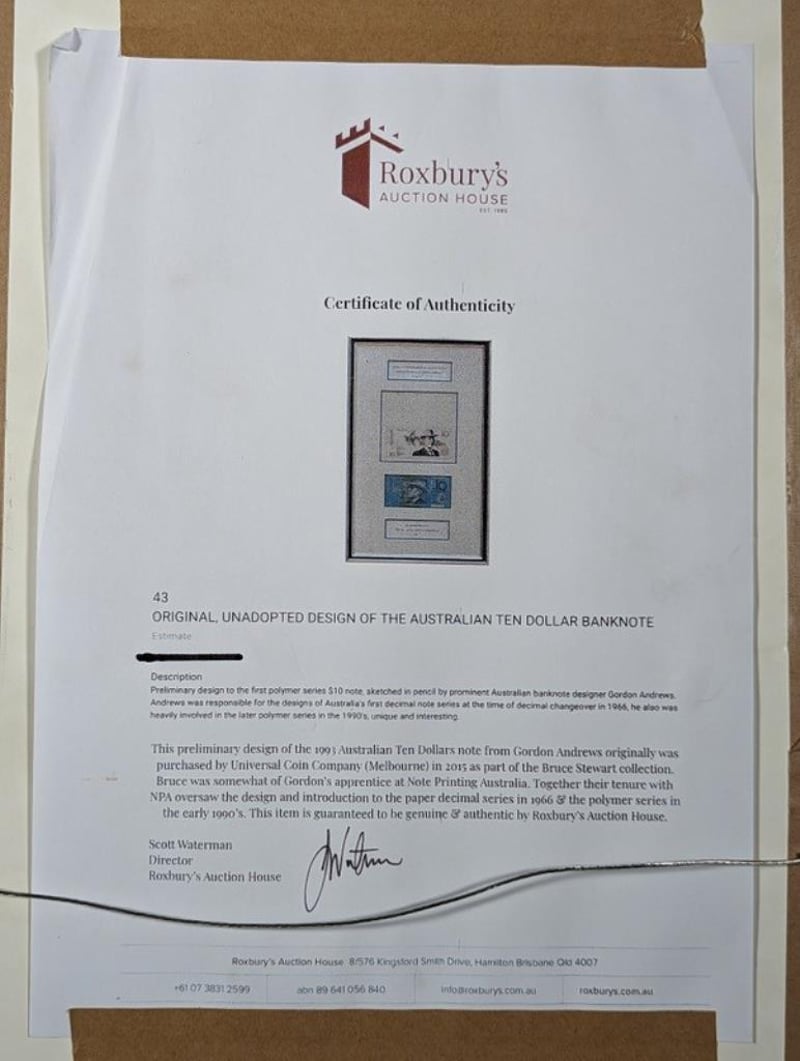 Roxbury's
AUCTION HOUSE
EST. 1985
Certificate of Authenticity
10
43
ORIGINAL, UNADOPTED DESIGN OF THE AUSTRALIAN TEN DOLLAR BANKNOTE
Estimate
Description
Preliminary design to the first polymer series $10 note, sketched in pencil by prominent Australian banknote designer Gordon Andrews.
Andrews was responsible for the designs of Australia's first decimal note series at the time of decimal changeover in 1966, he also was
heavily involved in the later polymer series in the 1990's, unique and interesting.
This preliminary design of the 1993 Australian Ten Dollars note from Gordon Andrews originally was
purchased by Universal Coin Company (Melbourne) in 2015 as part of the Bruce Stewart collection.
Bruce was somewhat of Gordon's apprentice at Note Printing Australia. Together their tenure with
NPA oversaw the design and introduction to the paper decimal series in 1966 & the polymer series in
the early 1990's. This item is guaranteed to be genuine & authentic by Roxbury's Auction House.
Scott Waterman
Director
Roxbury's Auction House
Roxbury's Auction House 8/576 Kingsford Smith Drive, Hamilton Brisbane Qld 4007
+61 07 3831 2599 abn 89 641 056 840 info@roxburys.com.au roxburys.com.au